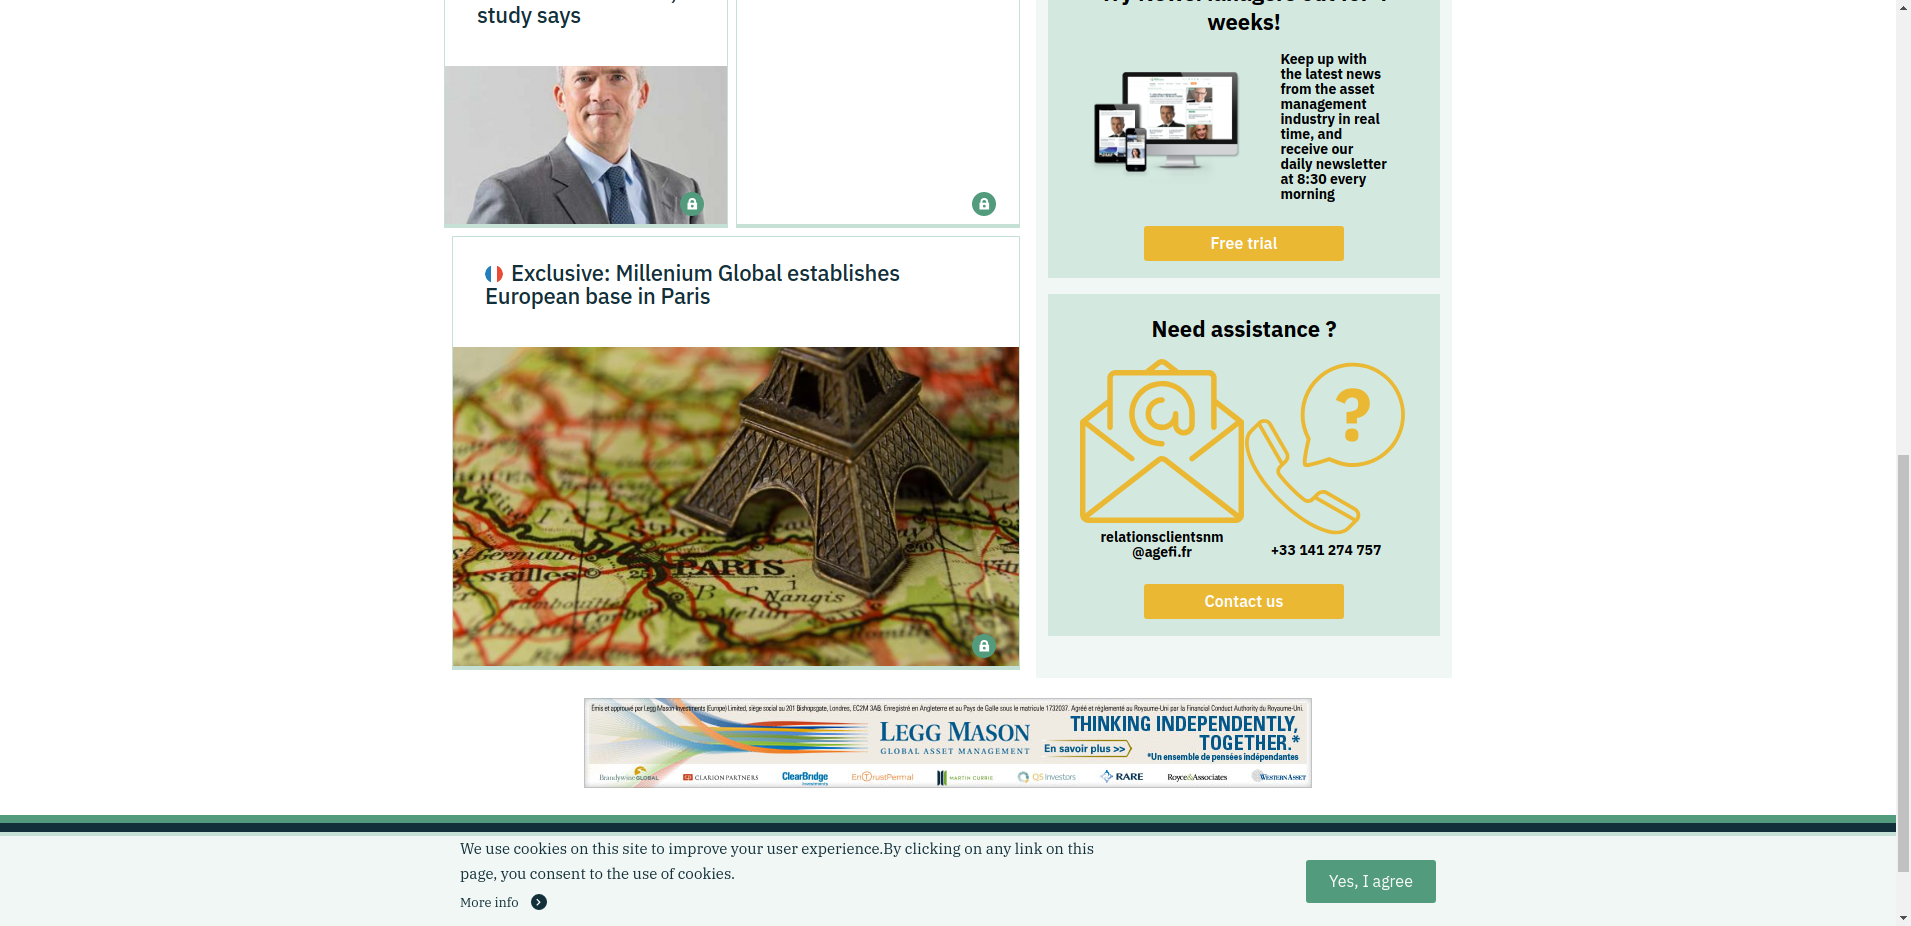 study says
weeks!
Keep up with
the latest news
from the asset
management
industry in real
time, and
receive our
daily newsletter
at 8:30 every
morning
Free trial
Exclusive: Millenium Global establishes
European base in Paris
PARIS
Nangis
Melun
Need assistance ?
relationsclientsnm
@agefi.fr
+33 141 274 757
Contact us
Émis et approuvé par Legg Mason Investments (Europe) Limited, siège social au 201 Bishopsgate, Londres, EC2M 3AB. Enregistré en Angleterre et au Pays de Galle sous le matricule 1732037. Agréé et réglementé au Royaume-Uni par la Financial Conduct Authority du Royaume-Uni.
LEGG MASON
GLOBAL ASSET MANAGEMENT
En savoir plus >>
THINKING INDEPENDENTLY,
TOGETHER.*
*Un ensemble de pensées indépendantes
BrandywineGLOBAL
CLARION PARTNERS
ClearBridge
Investments
EnTrustPermal
MARTIN CURRIE
QS Investors
RARE
Royce&Associates
WESTERN ASSET
We use cookies on this site to improve your user experience.By clicking on any link on this
page, you consent to the use of cookies.
More info
Yes, I agree